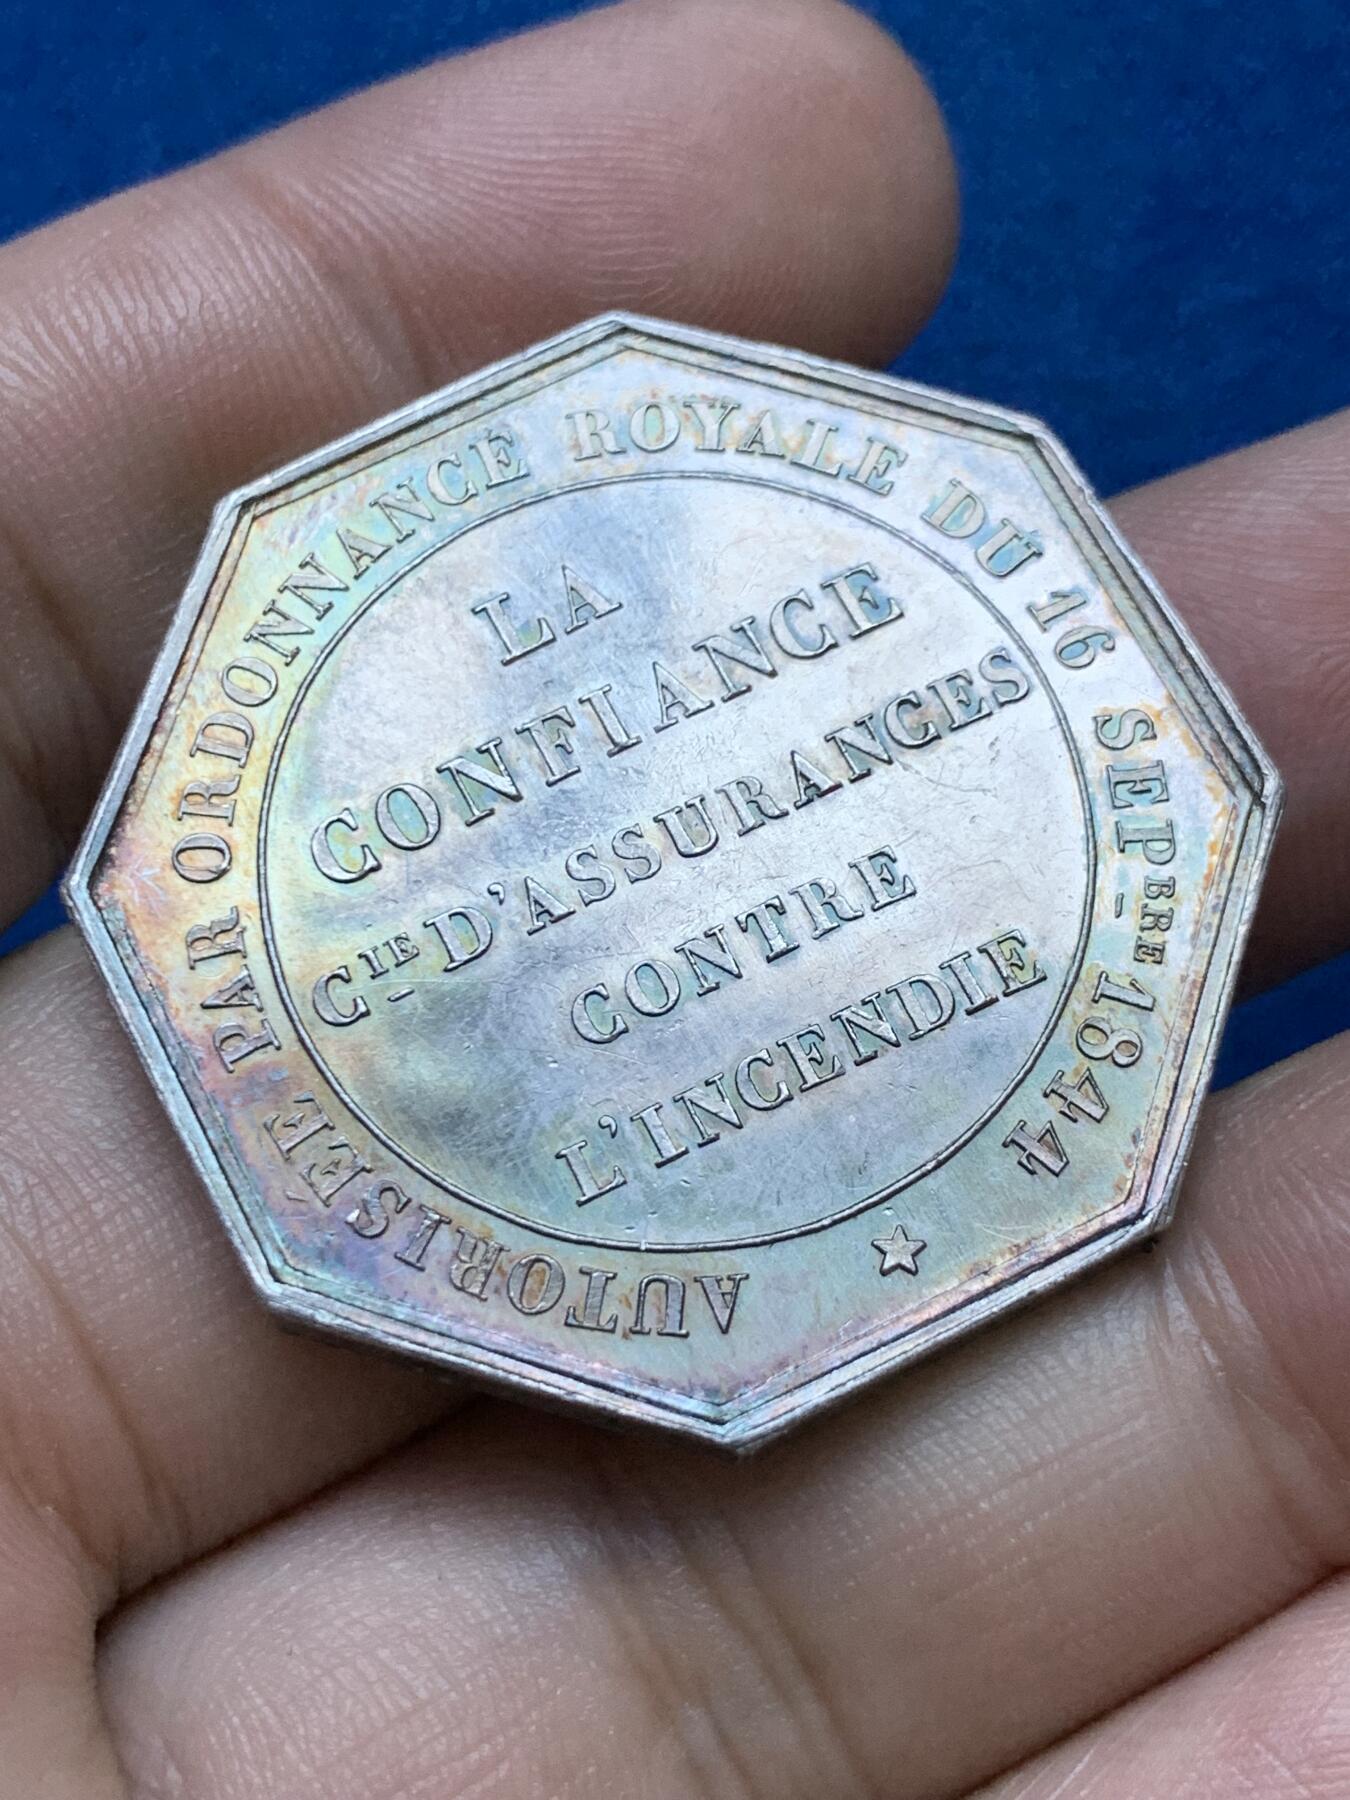 AUTORISÉE PAR ORDONNANCE ROYALE DU 16 SEPBRE 1844
LA
CONFIANCE
CIE D'ASSURANCES
CONTRE
L'INCENDIE